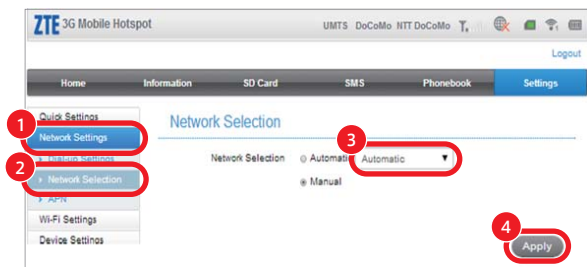 ZTE 3G Mobile Hotspot UMTS DoCoMo NTT DoCoMo
Logout
Home Information SD Card SMS Phonebook Settings
Quick Settings
1
Network Settings
Network Selection
Dial-up Settings
3
Network Selection Automatic Automatic
2
Network Selection
Manual
APN
Wi-Fi Settings
4
Device Settings
Apply